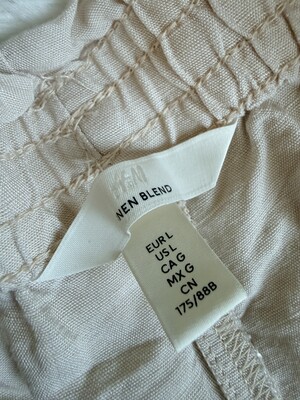 H&M
NEN BLEND
EUR L
US L
CA G
MX G
CN
175/88B